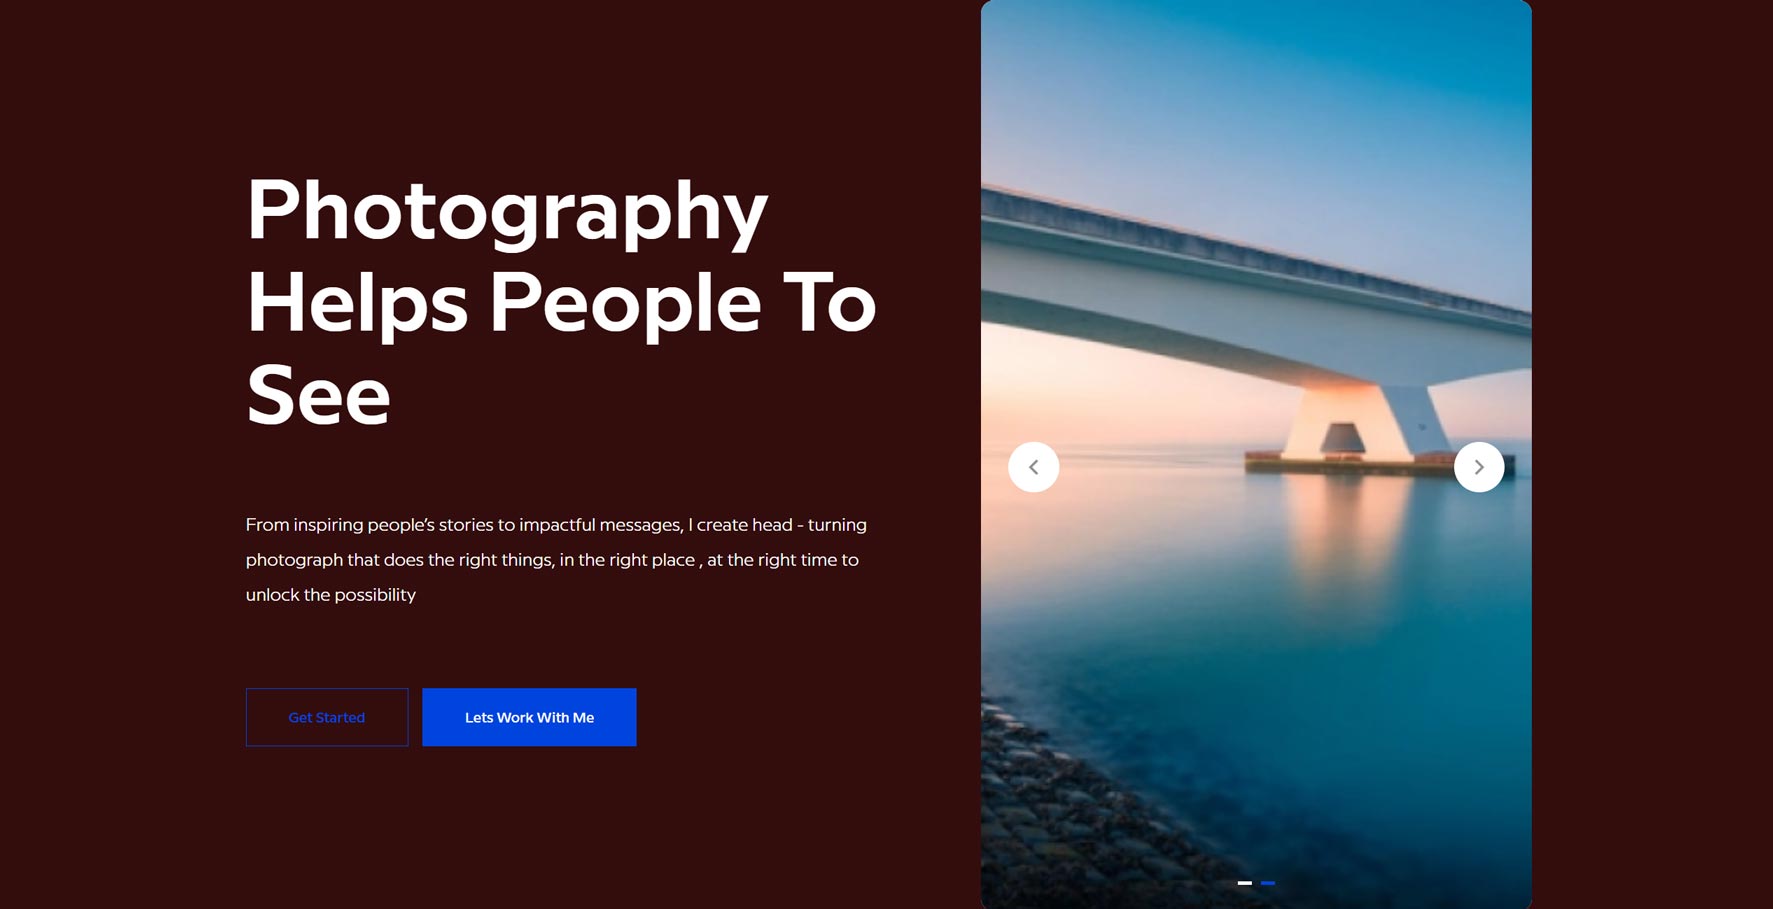 Photography
Helps People To
See
From inspiring people’s stories to impactful messages, I create head - turning
photograph that does the right things, in the right place , at the right time to
unlock the possibility
Get Started
Lets Work With Me